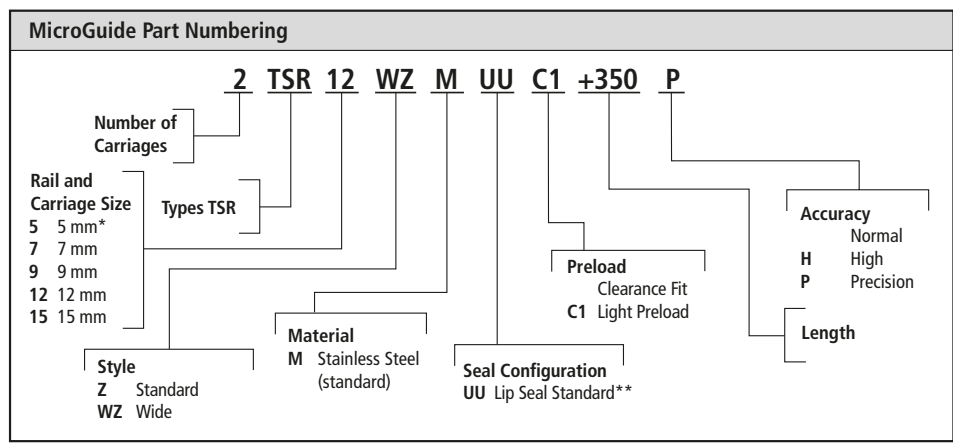 MicroGuide Part Numbering
2 TSR 12 WZ M UU C1 +350 P
Number of
Carriages
Rail and
Carriage Size
5 5 mm*
7 7 mm
9 9 mm
12 12 mm
15 15 mm
Types TSR
Style
Z Standard
WZ Wide
Material
M Stainless Steel
(standard)
Seal Configuration
UU Lip Seal Standard**
Preload
Clearance Fit
C1 Light Preload
Accuracy
Normal
H High
P Precision
Length